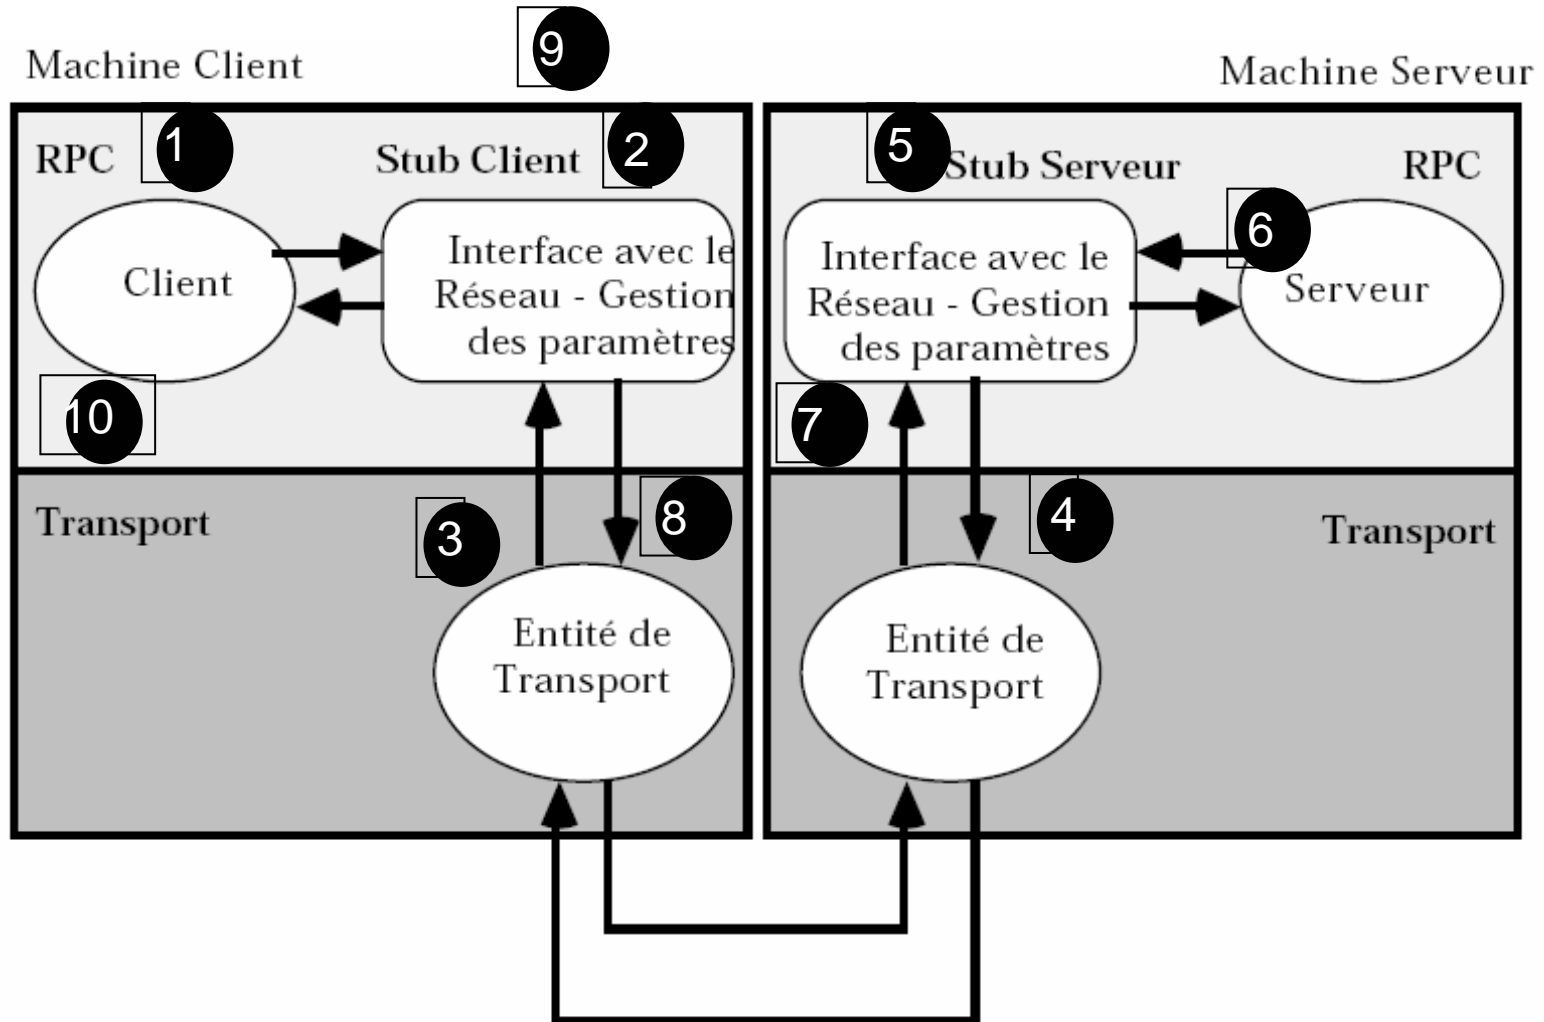 9
Machine Client
Machine Serveur
1
2
5
RPC
Stub Client
Stub Serveur
RPC
6
Client
Interface avec le
Réseau - Gestion
des paramètres
Interface avec le
Réseau - Gestion
des paramètres
Serveur
10
7
Transport
3
8
4
Transport
Entité de
Transport
Entité de
Transport